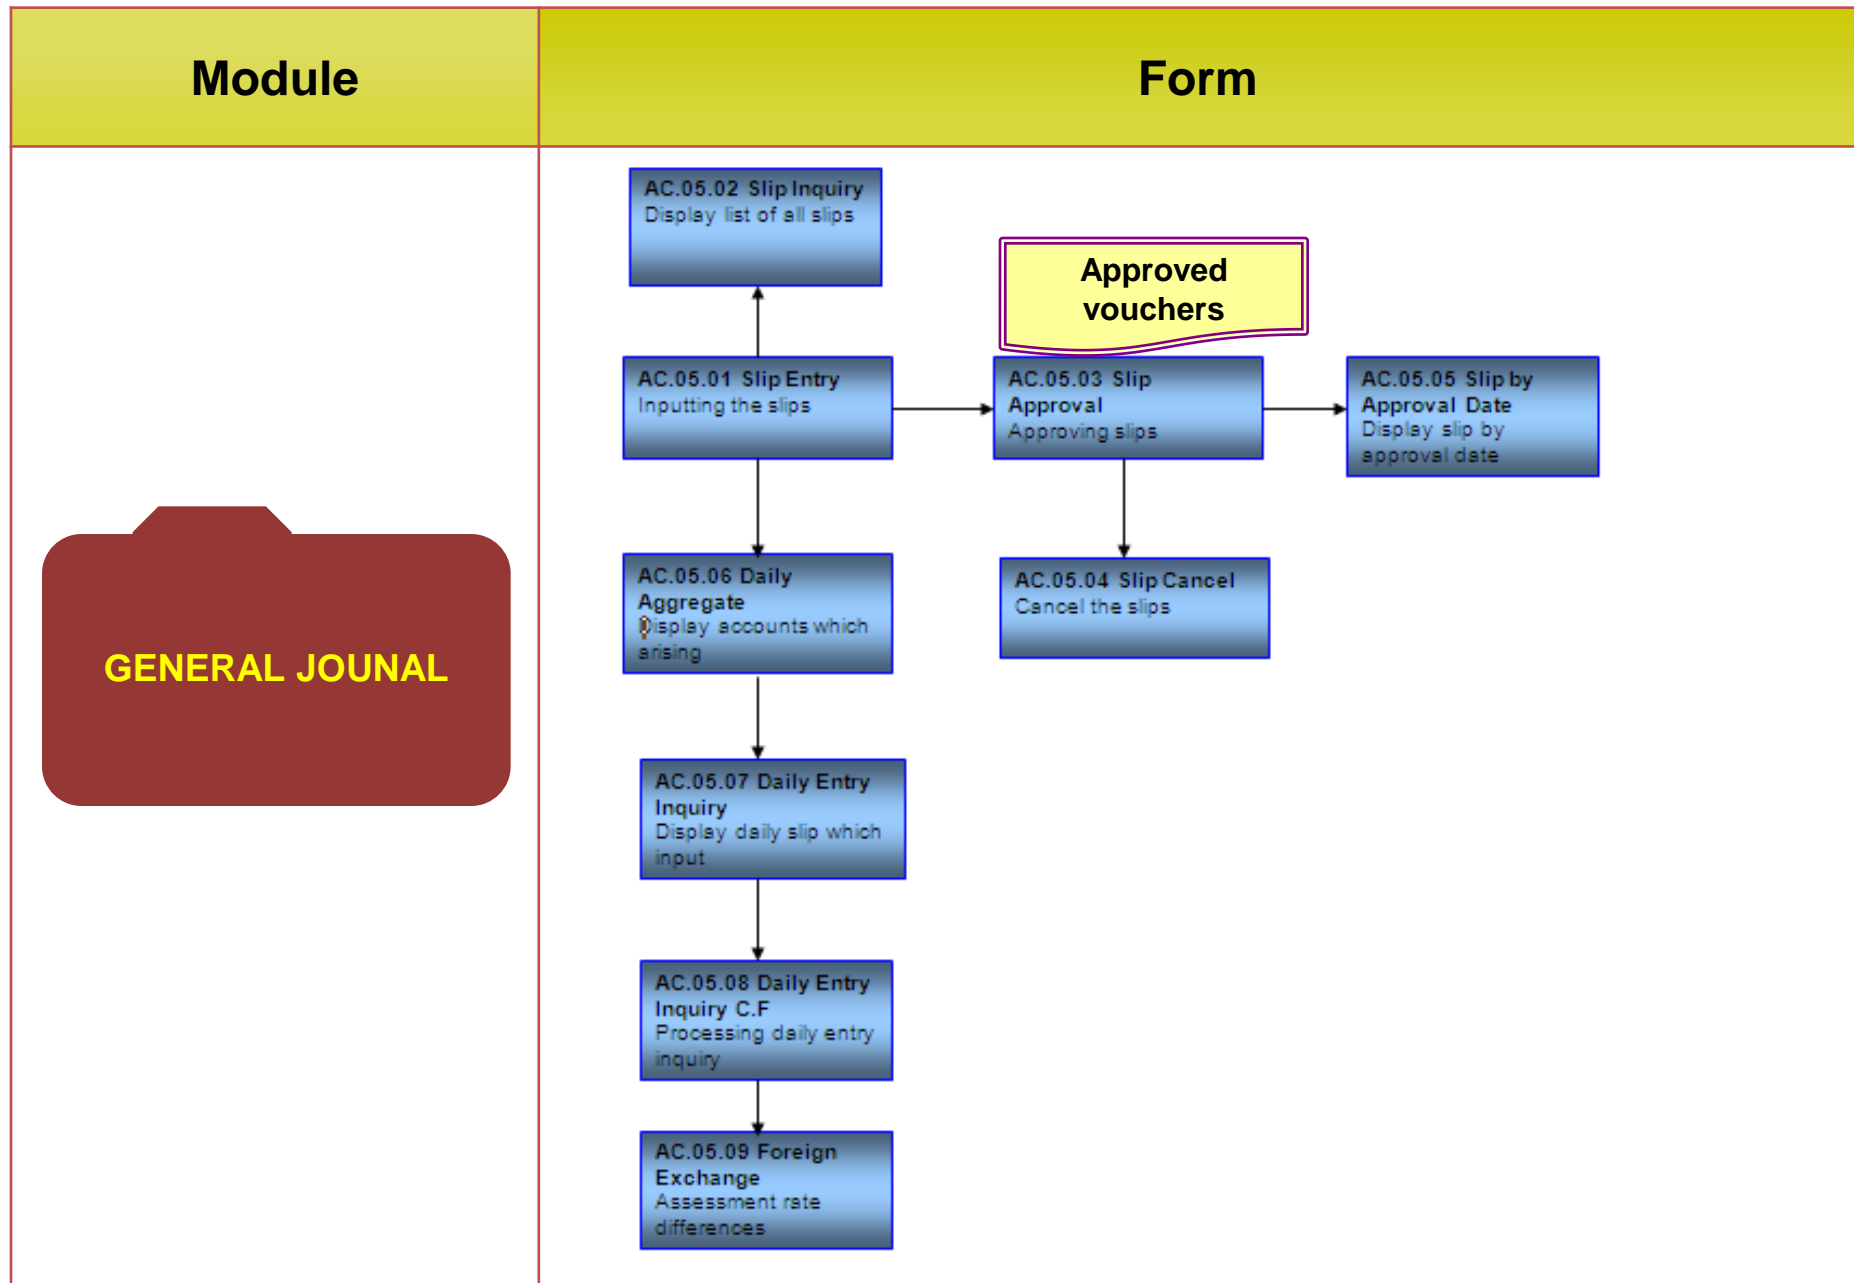 Module
Form
GENERAL JOUNAL
AC.05.02 Slip Inquiry
Display list of all slips
Approved
vouchers
AC.05.01 Slip Entry
Inputting the slips
AC.05.03 Slip
Approval
Approving slips
AC.05.05 Slip by
Approval Date
Display slip by
approval date
AC.05.06 Daily
Aggregate
Display accounts which
arising
AC.05.04 Slip Cancel
Cancel the slips
AC.05.07 Daily Entry
Inquiry
Display daily slip which
input
AC.05.08 Daily Entry
Inquiry C.F
Processing daily entry
inquiry
AC.05.09 Foreign
Exchange
Assessment rate
differences